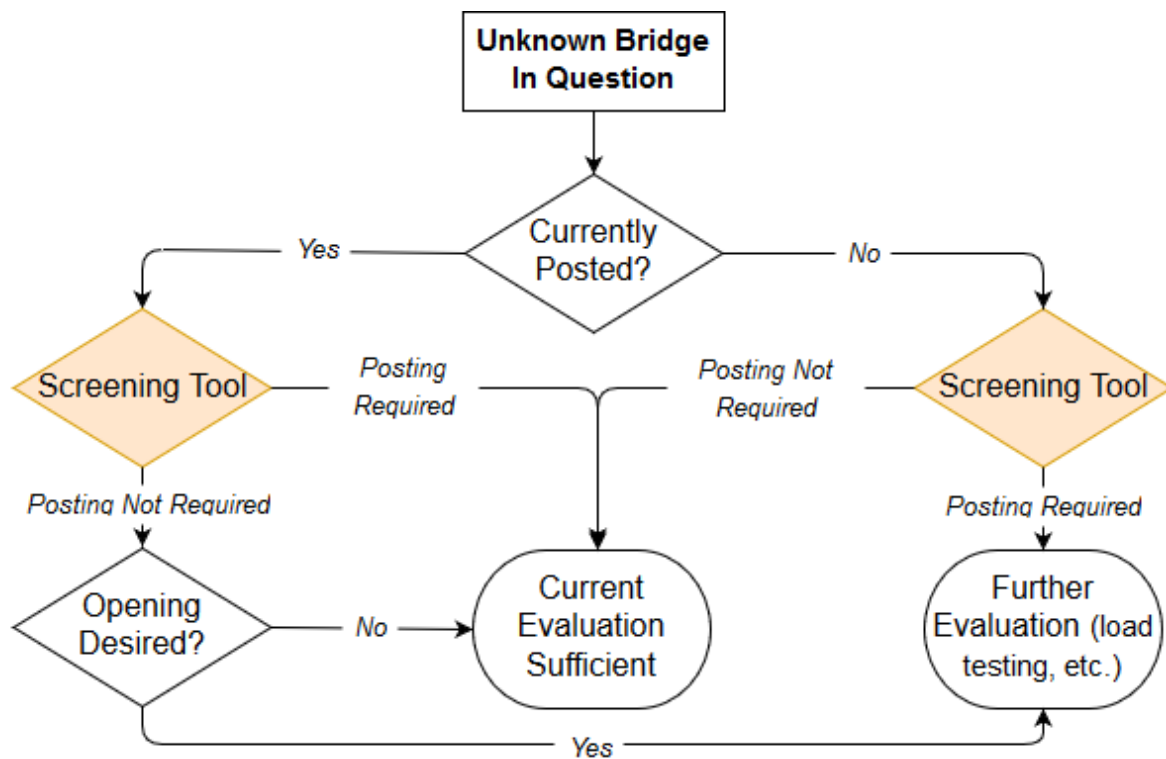 Unknown Bridge
In Question
Currently
Posted?
Yes
No
Screening Tool
Posting
Required
Posting Not
Required
Screening Tool
Posting Not Required
Posting Required
Opening
Desired?
No
Current
Evaluation
Sufficient
Further
Evaluation (load
testing, etc.)
Yes